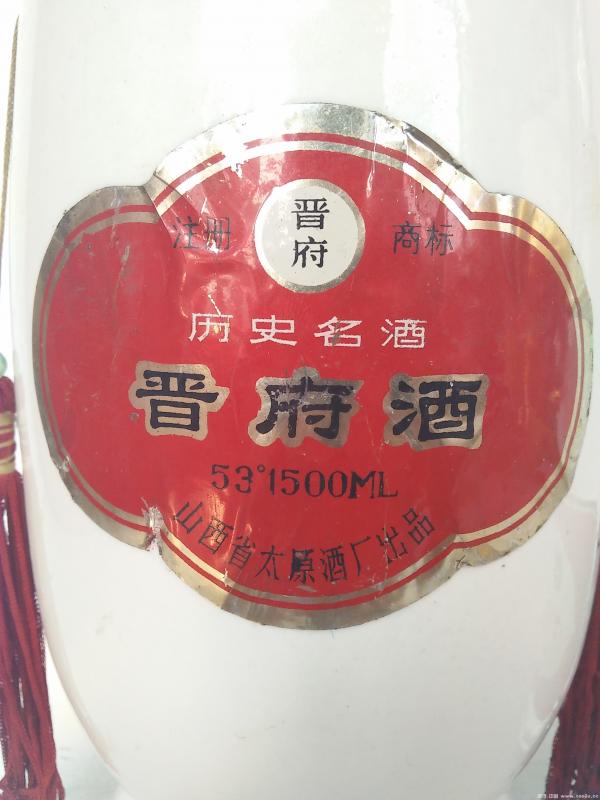 晋府
注册 商标
历史名酒
晋府酒
53°1500ML
山西省太原酒厂出品